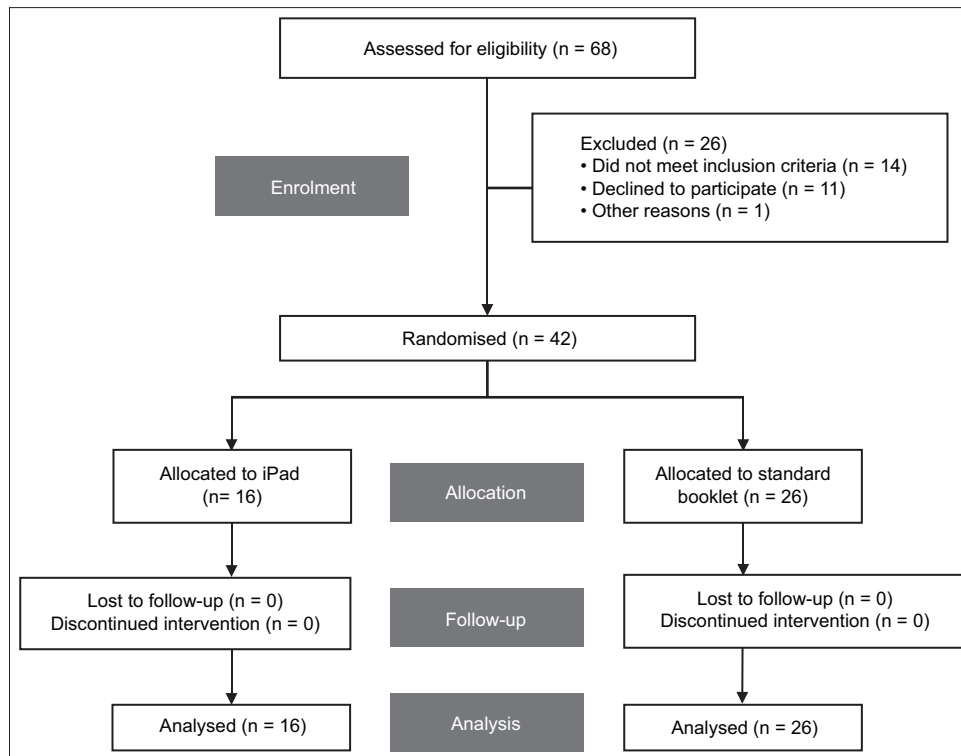 Assessed for eligibility (n = 68)
Excluded (n = 26)
• Did not meet inclusion criteria (n = 14)
• Declined to participate (n = 11)
• Other reasons (n = 1)
Enrolment
Randomised (n = 42)
Allocated to iPad
(n= 16)
Allocation
Allocated to standard
booklet (n = 26)
Lost to follow-up (n = 0)
Discontinued intervention (n = 0)
Follow-up
Lost to follow-up (n = 0)
Discontinued intervention (n = 0)
Analysed (n = 16)
Analysis
Analysed (n = 26)